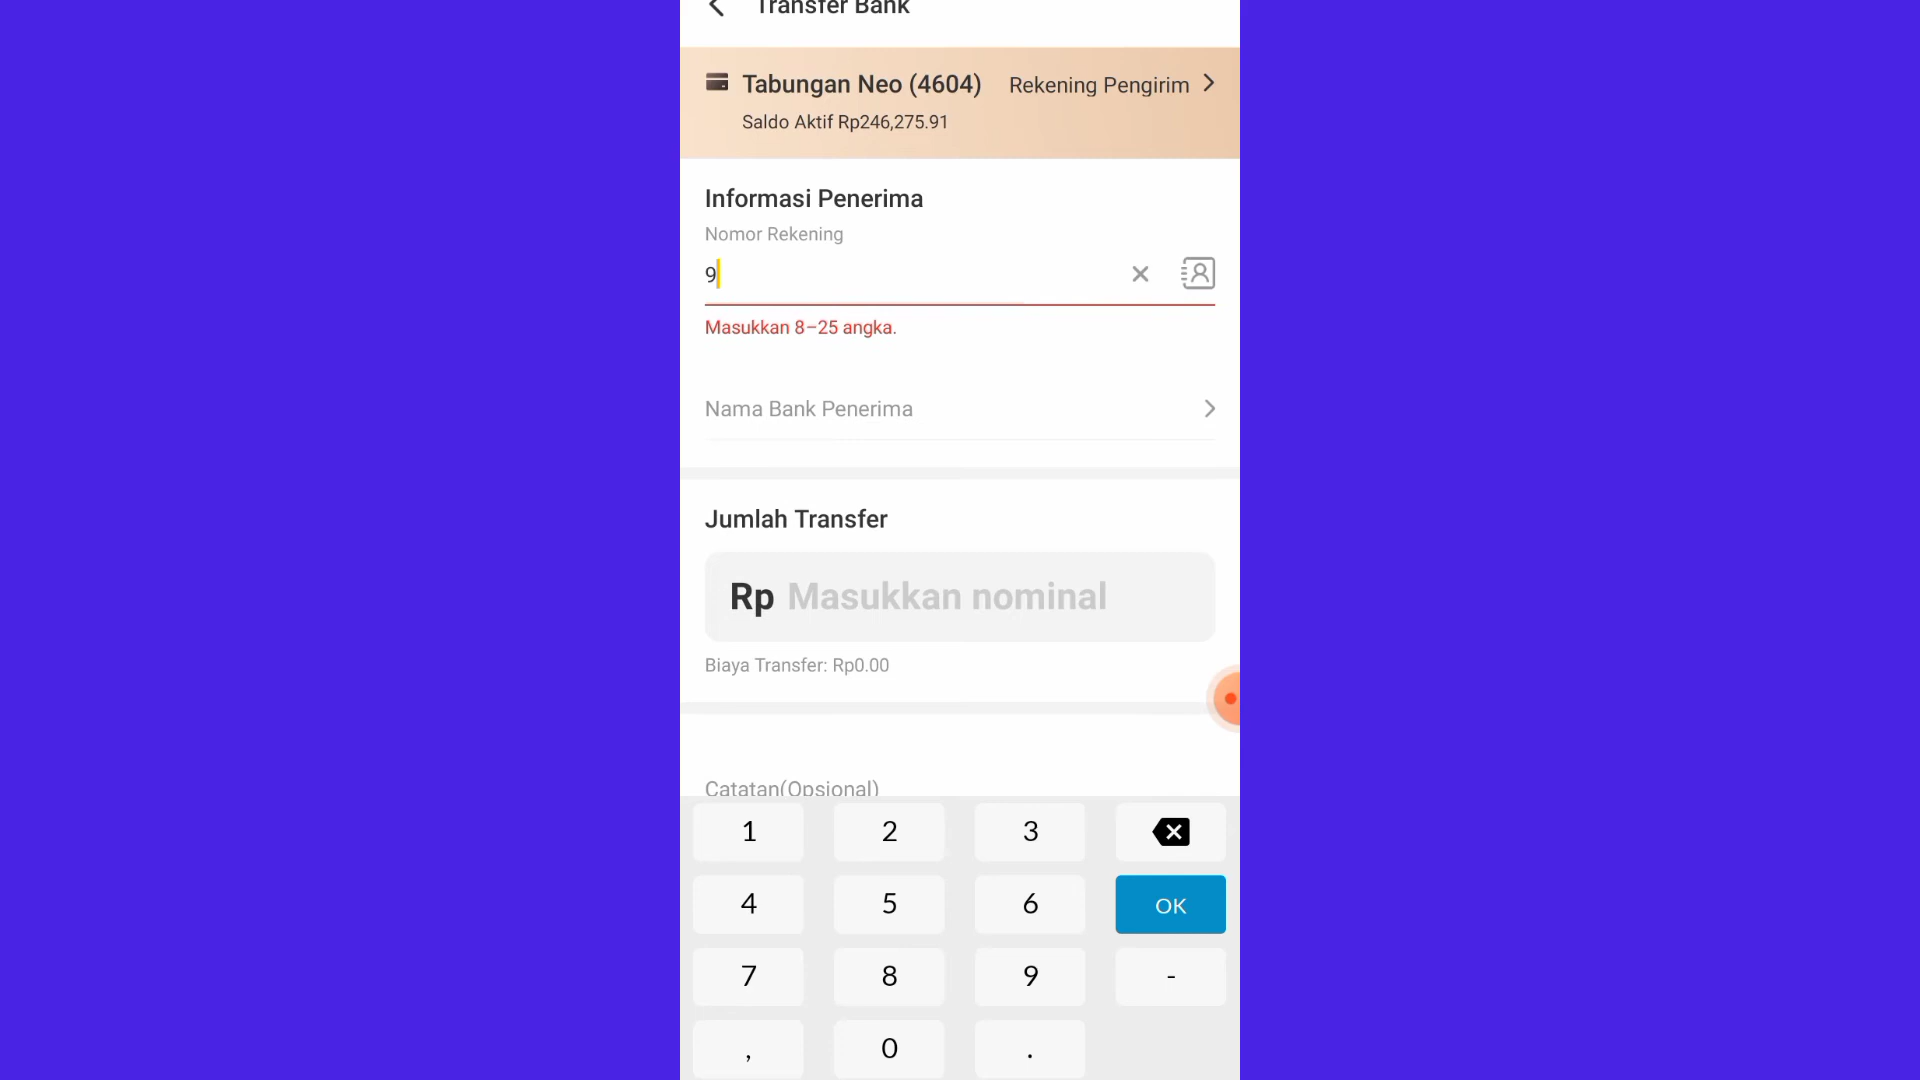 Transfer Bank
Tabungan Neo (4604) Rekening Pengirim
Saldo Aktif Rp246,275.91
Informasi Penerima
Nomor Rekening
9
Masukkan 8–25 angka.
Nama Bank Penerima
Jumlah Transfer
Rp Masukkan nominal
Biaya Transfer: Rp0.00
Catatan(Opsional)
1 2 3
4 5 6 OK
7 8 9 -
, 0 .